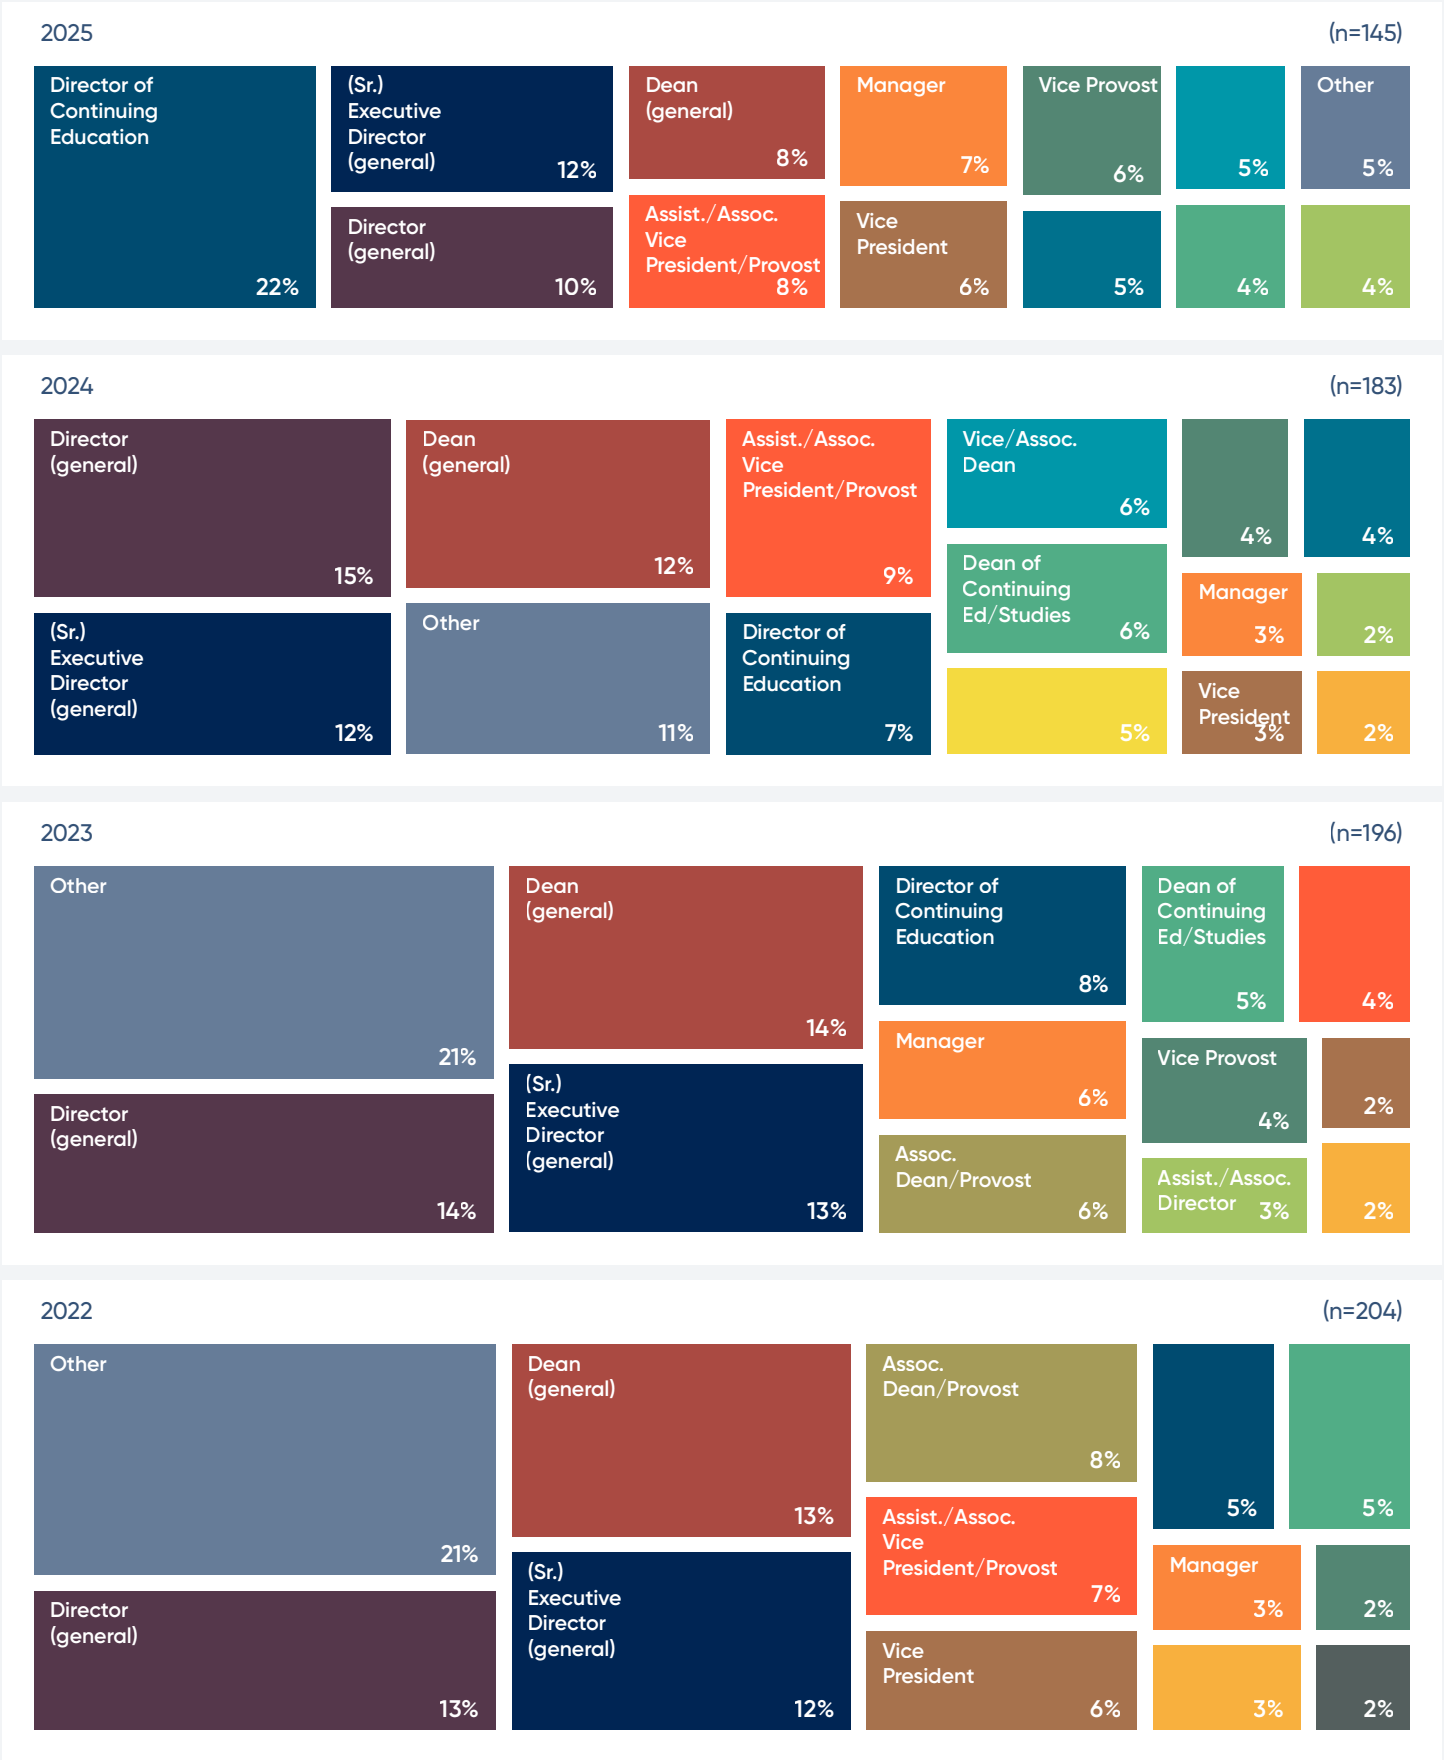 2025
(n=145)
Director of
Continuing
Education
22%
(Sr.)
Executive
Director
(general)
12%
Director
(general)
10%
Dean
(general)
8%
Assist./Assoc.
Vice
President/Provost
8%
Manager
7%
Vice
President
6%
Vice Provost
6%
5%
5%
4%
Other
5%
4%
2024
(n=183)
Director
(general)
15%
(Sr.)
Executive
Director
(general)
12%
Dean
(general)
12%
Other
11%
Assist./Assoc.
Vice
President/Provost
9%
Director of
Continuing
Education
7%
Vice/Assoc.
Dean
6%
Dean of
Continuing
Ed/Studies
6%
5%
4%
4%
Manager
3%
2%
Vice
President
3%
2%
2023
(n=196)
Other
21%
Director
(general)
14%
Dean
(general)
14%
(Sr.)
Executive
Director
(general)
13%
Director of
Continuing
Education
8%
Manager
6%
Assoc.
Dean/Provost
6%
Dean of
Continuing
Ed/Studies
5%
4%
Vice Provost
4%
2%
Assist./Assoc.
Director
3%
2%
2022
(n=204)
Other
21%
Director
(general)
13%
Dean
(general)
13%
(Sr.)
Executive
Director
(general)
12%
Assoc.
Dean/Provost
8%
Assist./Assoc.
Vice
President/Provost
7%
Vice
President
6%
5%
5%
Manager
3%
2%
3%
2%